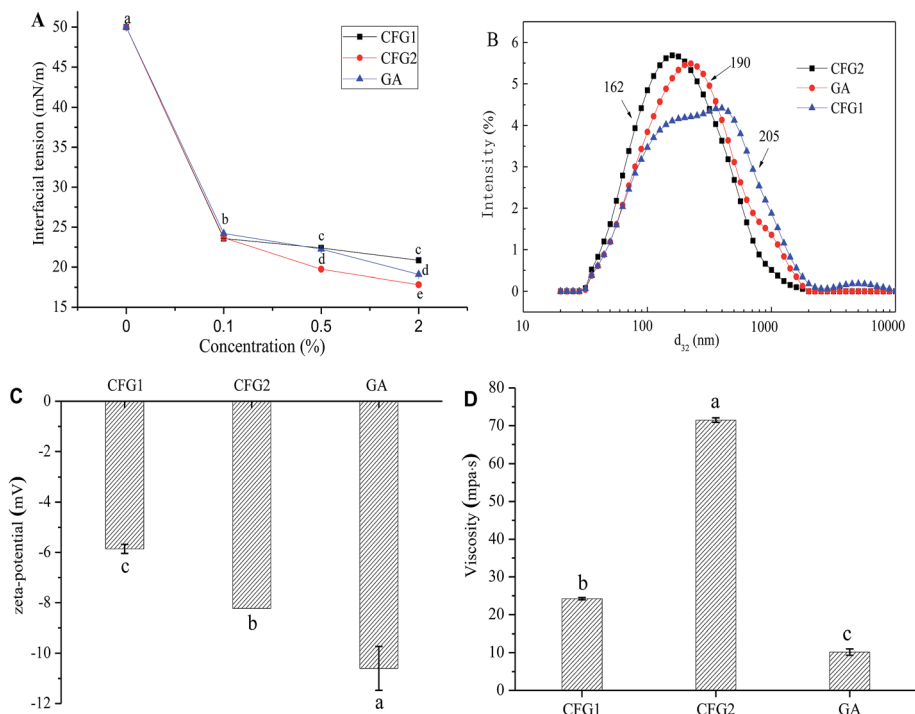 A
CFG1
CFG2
GA
Interfacial tension (mN/m)
50
45
40
35
30
25
20
15
a
b
c
d
c
d
e
0
0.1
0.5
2
Concentration (%)
B
CFG2
GA
CFG1
Intensity (%)
6
5
4
3
2
1
0
162
190
205
10
100
1000
10000
d32 (nm)
C
CFG1
CFG2
GA
zeta-potential (mV)
0
-2
-4
-6
-8
-10
-12
c
b
a
D
Viscosity (mpa·s)
80
70
60
50
40
30
20
10
0
b
a
c
CFG1
CFG2
GA